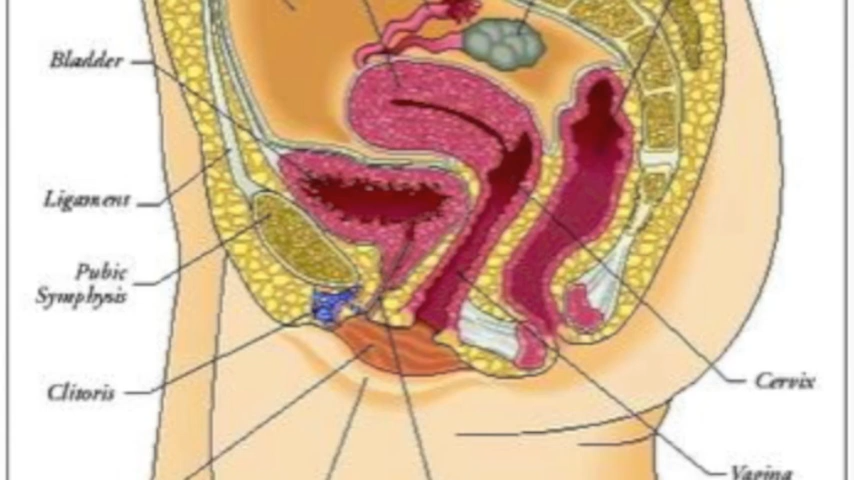 Bladder
Ligament
Pubic
Symphysis
Clitoris
Cervix
Vagina